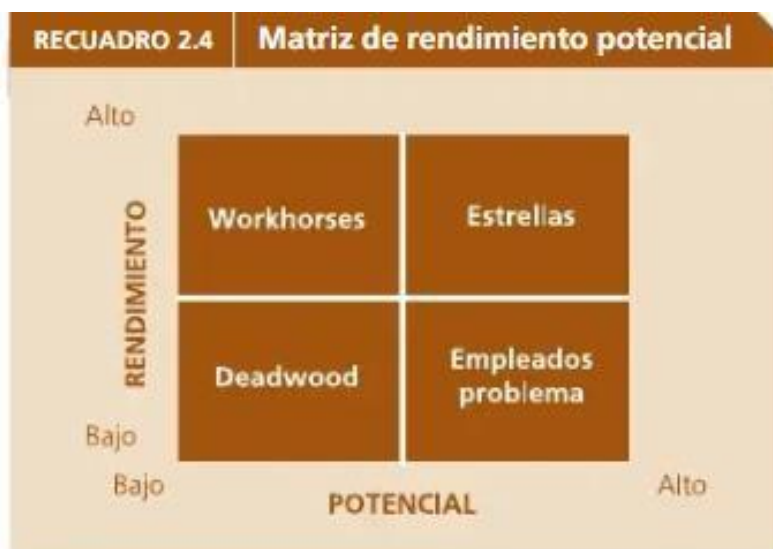 RECUADRO 2.4
Matriz de rendimiento potencial
Alto
RENDIMIENTO
Workhorses
Estrellas
Deadwood
Empleados
problema
Bajo
Bajo
POTENCIAL
Alto